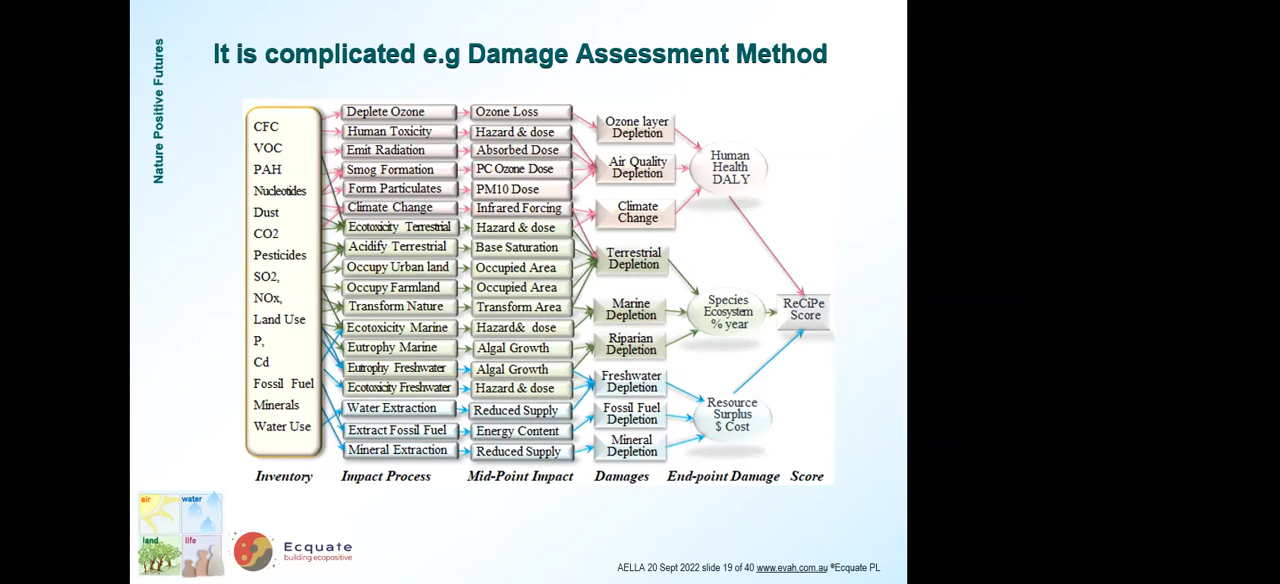 It is complicated e.g Damage Assessment Method
Nature Positive Futures
CFC
VOC
PAH
Nucleotides
Dust
CO2
Pesticides
SO2,
NOx,
Land Use
P,
Cd
Fossil Fuel
Minerals
Water Use
Inventory
Deplete Ozone
Human Toxicity
Emit Radiation
Smog Formation
Form Particulates
Climate Change
Ecotoxicity Terrestrial
Acidify Terrestrial
Occupy Urban land
Occupy Farmland
Transform Nature
Ecotoxicity Marine
Eutrophy Marine
Eutrophy Freshwater
Ecotoxicity Freshwater
Water Extraction
Extract Fossil Fuel
Mineral Extraction
Impact Process
Ozone Loss
Hazard & dose
Absorbed Dose
PC Ozone Dose
PM10 Dose
Infrared Forcing
Hazard & dose
Base Saturation
Occupied Area
Occupied Area
Transform Area
Hazard& dose
Algal Growth
Algal Growth
Hazard & dose
Reduced Supply
Energy Content
Reduced Supply
Mid-Point Impact
Ozone layer
Depletion
Air Quality
Depletion
Climate
Change
Terrestrial
Depletion
Marine
Depletion
Riparian
Depletion
Freshwater
Depletion
Fossil Fuel
Depletion
Mineral
Depletion
Damages
Human
Health
DALY
Species
Ecosystem
% year
Resource
Surplus
$ Cost
End-point Damage
ReCiPe
Score
Score
air
water
land
life
Ecquate
building ecopositive
AELLA 20 Sept 2022 slide 19 of 40 www.evah.com.au ®Ecquate PL